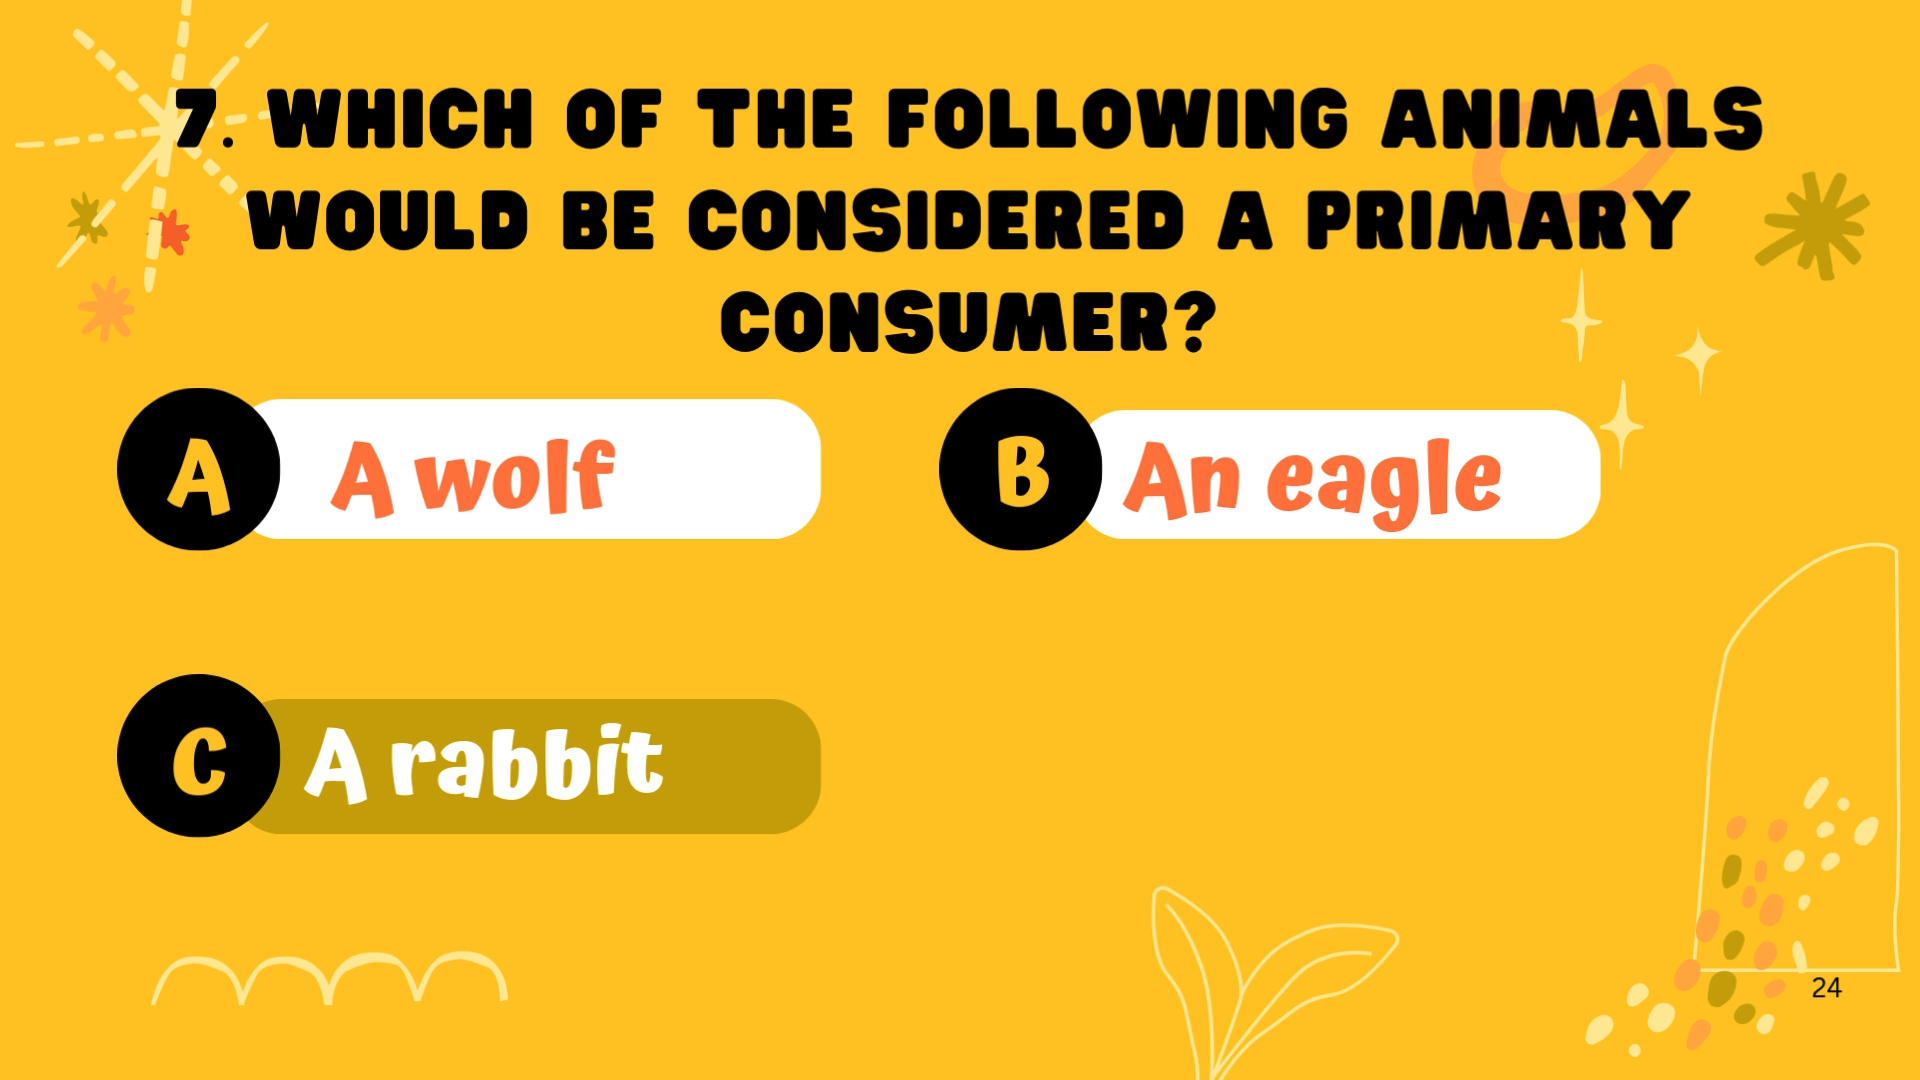 7. WHICH OF THE FOLLOWING ANIMALS
WOULD BE CONSIDERED A PRIMARY
CONSUMER?
A A wolf
B An eagle
C A rabbit
24